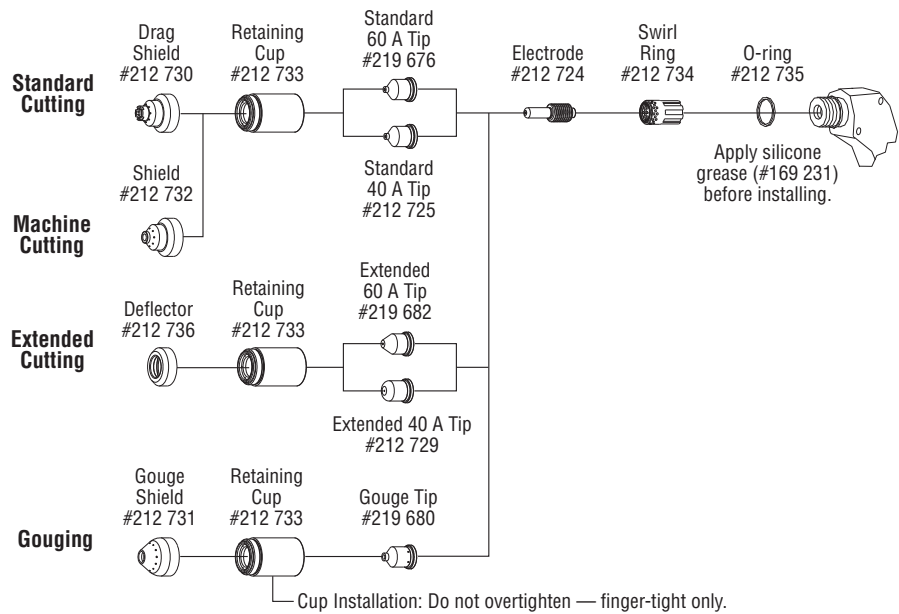 Standard
Cutting
Drag
Shield
#212 730
Retaining
Cup
#212 733
Standard
60 A Tip
#219 676
Standard
40 A Tip
#212 725
Electrode
#212 724
Swirl
Ring
#212 734
O-ring
#212 735
Apply silicone
grease (#169 231)
before installing.
Machine
Cutting
Shield
#212 732
Extended
Cutting
Deflector
#212 736
Retaining
Cup
#212 733
Extended
60 A Tip
#219 682
Extended 40 A Tip
#212 729
Gouging
Gouge
Shield
#212 731
Retaining
Cup
#212 733
Gouge Tip
#219 680
Cup Installation: Do not overtighten — finger-tight only.